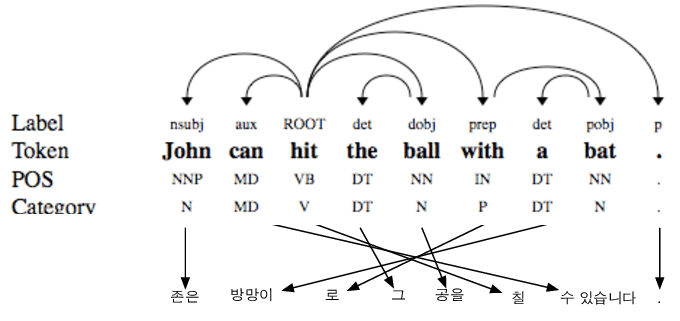 Label nsubj aux ROOT det dobj prep det pobj p
Token John can hit the ball with a bat .
POS NNP MD VB DT NN IN DT NN .
Category N MD V DT N P DT N .
존은 방망이 로 그 공을 칠 수 있습니다 .